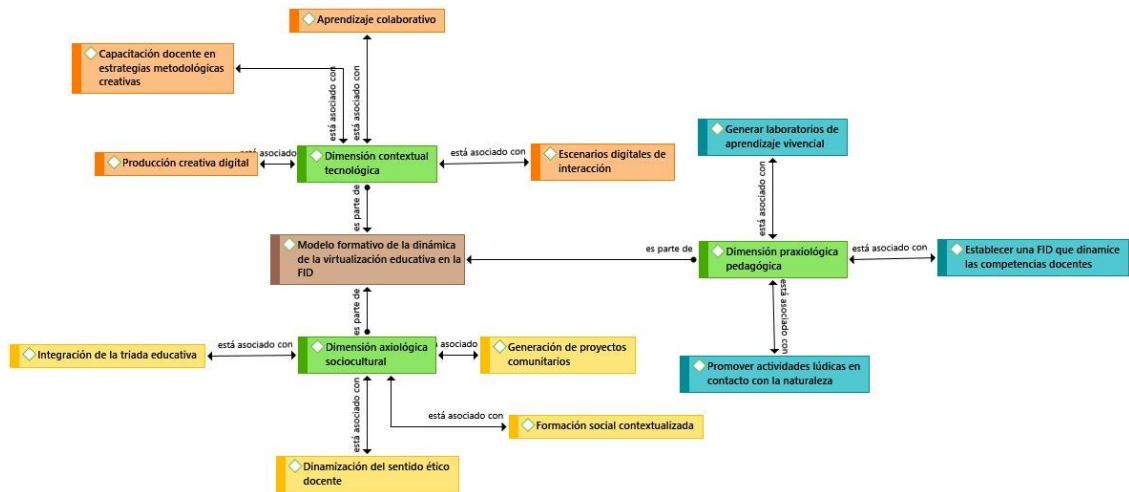 Aprendizaje colaborativo
Capacitación docente en
estrategias metodológicas
creativas
está asociado con
está asociado con
Producción creativa digital
está asociado
Dimensión contextual
tecnológica
está asociado con
Escenarios digitales de
interacción
Generar laboratorios de
aprendizaje vivencial
está asociado con
es parte de
Modelo formativo de la dinámica
de la virtualización educativa en la
FID
es parte de
Dimensión praxiológica
pedagógica
está asociado con
Establecer una FID que dinamice
las competencias docentes
está asociado con
Promover actividades lúdicas en
contacto con la naturaleza
es parte de
Integración de la triada educativa
está asociado con
Dimensión axiológica
sociocultural
asociado
Generación de proyectos
comunitarios
está asociado con
está asociado con
Formación social contextualizada
Dinamización del sentido ético
docente